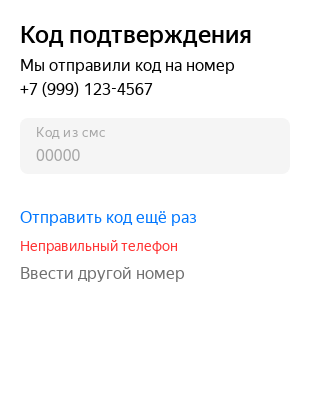 Код подтверждения
Мы отправили код на номер
+7 (999) 123-4567
Код из смс
00000
Отправить код ещё раз
Неправильный телефон
Ввести другой номер